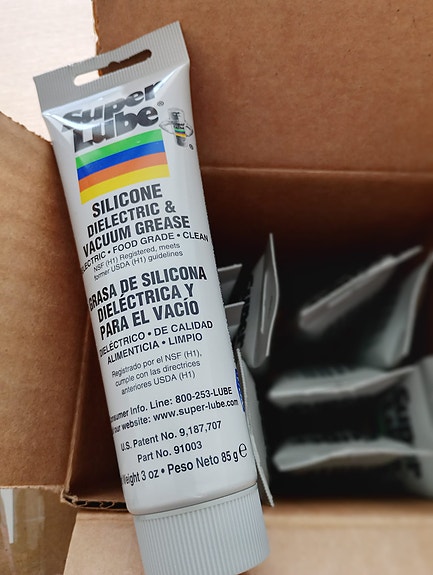 Super
Lube®
®
SILICONE
DIELECTRIC &
VACUUM GREASE
• FOOD GRADE • CLEAN
NSF (H1) Registered, meets
former USDA (H1) guidelines
GRASA DE SILICONA
DIELÉCTRICA Y
PARA EL VACÍO
DIELÉCTRICO • DE CALIDAD
ALIMENTICIA • LIMPIO
Registrado por el NSF (H1),
cumple con las directrices
anteriores USDA (H1)
Info. Line: 800-253-LUBE
our website: www.super-lube.com
U.S. Patent No. 9,187,707
Part No. 91003
Weight 3 oz • Peso Neto 85 g e